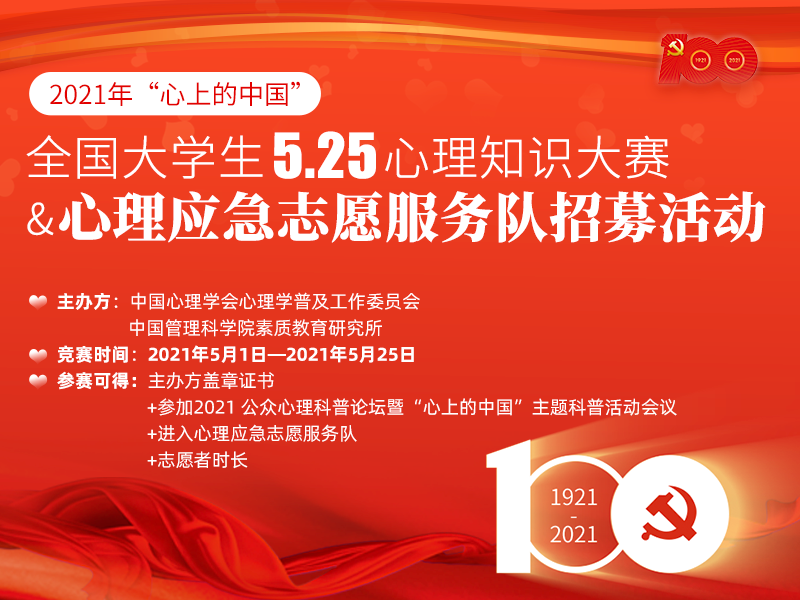 1921
2021
2021年“心上的中国”
全国大学生5.25心理知识大赛
&心理应急志愿服务队招募活动
主办方：中国心理学会心理学普及工作委员会
中国管理科学院素质教育研究所
竞赛时间：2021年5月1日—2021年5月25日
参赛可得：主办方盖章证书
+参加2021 公众心理科普论坛暨“心上的中国”主题科普活动会议
+进入心理应急志愿服务队
+志愿者时长
100
1921
-
2021